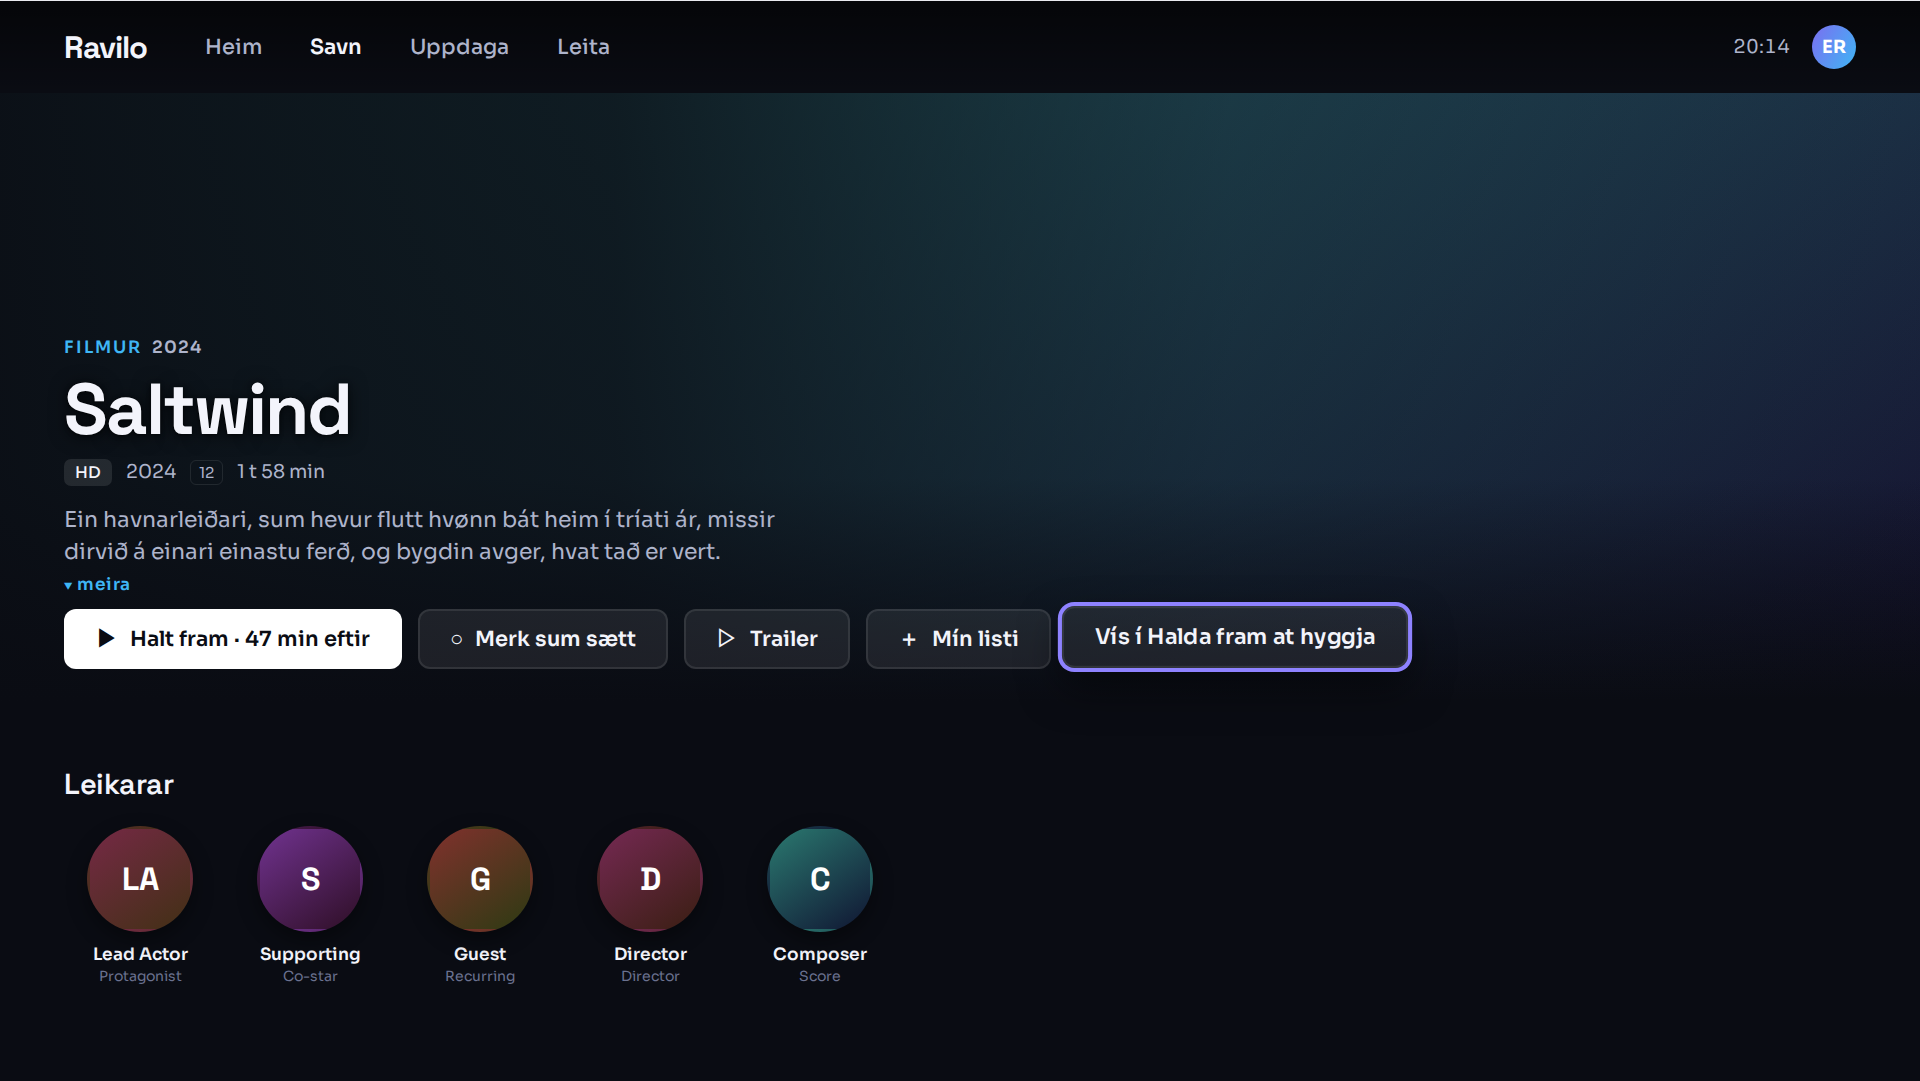 Ravilo Heim Savn Uppdaga Leita 20:14 ER
FILMUR 2024
Saltwind
HD 2024 12 1 t 58 min
Ein havnarleiðari, sum hevur flutt hvønn bát heim í tríati ár, missir
dirvið á einari einastu ferð, og bygdin avger, hvat tað er vert.
▾ meira
▶ Halt fram · 47 min eftir
○ Merk sum sætt
▷ Trailer
+ Mín listi
Vís í Halda fram at hyggja
Leikarar
LA S G D C
Lead Actor Supporting Guest Director Composer
Protagonist Co-star Recurring Director Score